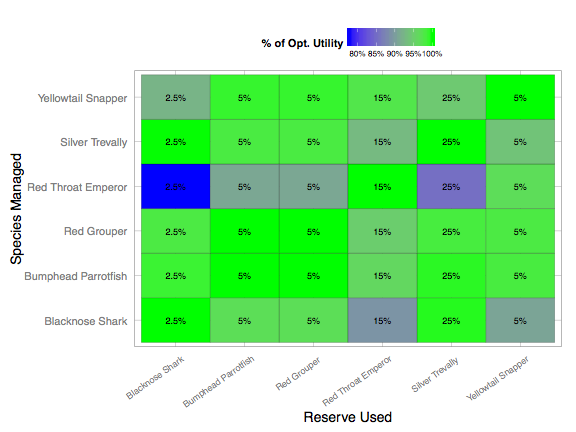 % of Opt. Utility
80% 85% 90% 95% 100%
Species Managed
Yellowtail Snapper 2.5% 5% 5% 15% 25% 5%
Silver Trevally 2.5% 5% 5% 15% 25% 5%
Red Throat Emperor 2.5% 5% 5% 15% 25% 5%
Red Grouper 2.5% 5% 5% 15% 25% 5%
Bumphead Parrotfish 2.5% 5% 5% 15% 25% 5%
Blacknose Shark 2.5% 5% 5% 15% 25% 5%
Blacknose Shark Bumphead Parrotfish Red Grouper Red Throat Emperor Silver Trevally Yellowtail Snapper
Reserve Used